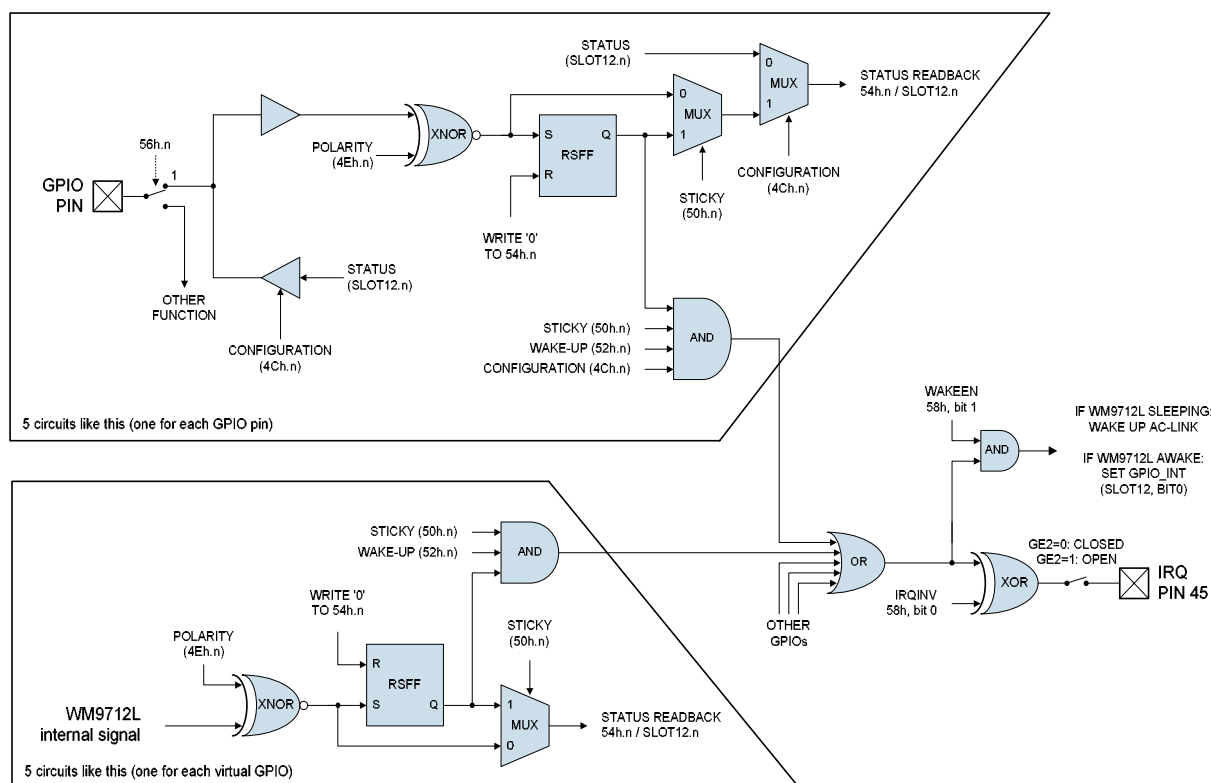 STATUS
(SLOT12.n)
0
MUX
1
STATUS READBACK
54h.n / SLOT12.n
0
MUX
1
XNOR
S
Q
RSFF
R
POLARITY
(4Eh.n)
56h.n
1
GPIO
PIN
CONFIGURATION
(4Ch.n)
STICKY
(50h.n)
WRITE '0'
TO 54h.n
STATUS
(SLOT12.n)
OTHER
FUNCTION
CONFIGURATION
(4Ch.n)
STICKY (50h.n)
WAKE-UP (52h.n)
CONFIGURATION (4Ch.n)
AND
5 circuits like this (one for each GPIO pin)
WAKEEN
58h, bit 1
AND
IF WM9712L SLEEPING:
WAKE UP AC-LINK
IF WM9712L AWAKE:
SET GPIO_INT
(SLOT12, BIT0)
STICKY (50h.n)
WAKE-UP (52h.n)
AND
OR
OTHER
GPIOs
IRQINV
58h, bit 0
XOR
GE2=0: CLOSED
GE2=1: OPEN
IRQ
PIN 45
WRITE '0'
TO 54h.n
POLARITY
(4Eh.n)
STICKY
(50h.n)
R
RSFF
S
Q
XNOR
1
MUX
0
STATUS READBACK
54h.n / SLOT12.n
WM9712L
internal signal
5 circuits like this (one for each virtual GPIO)